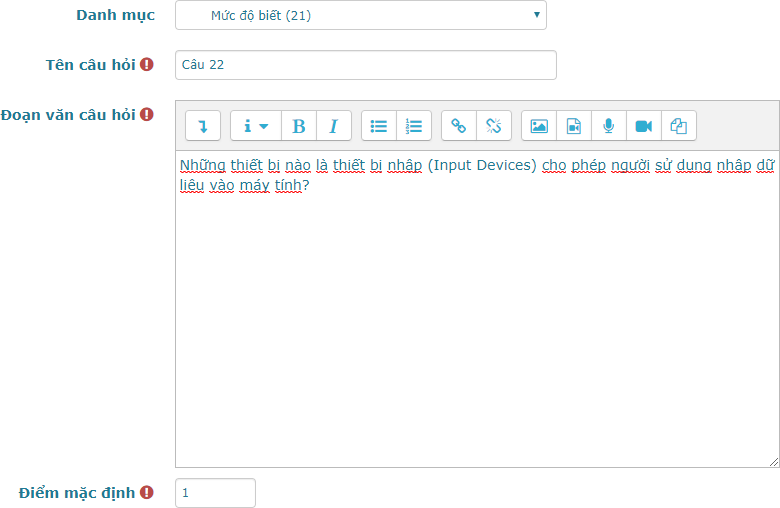 Danh mục
Mức độ biết (21)
Tên câu hỏi
Câu 22
Đoạn văn câu hỏi
Những thiết bị nào là thiết bị nhập (Input Devices) cho phép người sử dụng nhập dữ
liệu vào máy tính?
Điểm mặc định
1